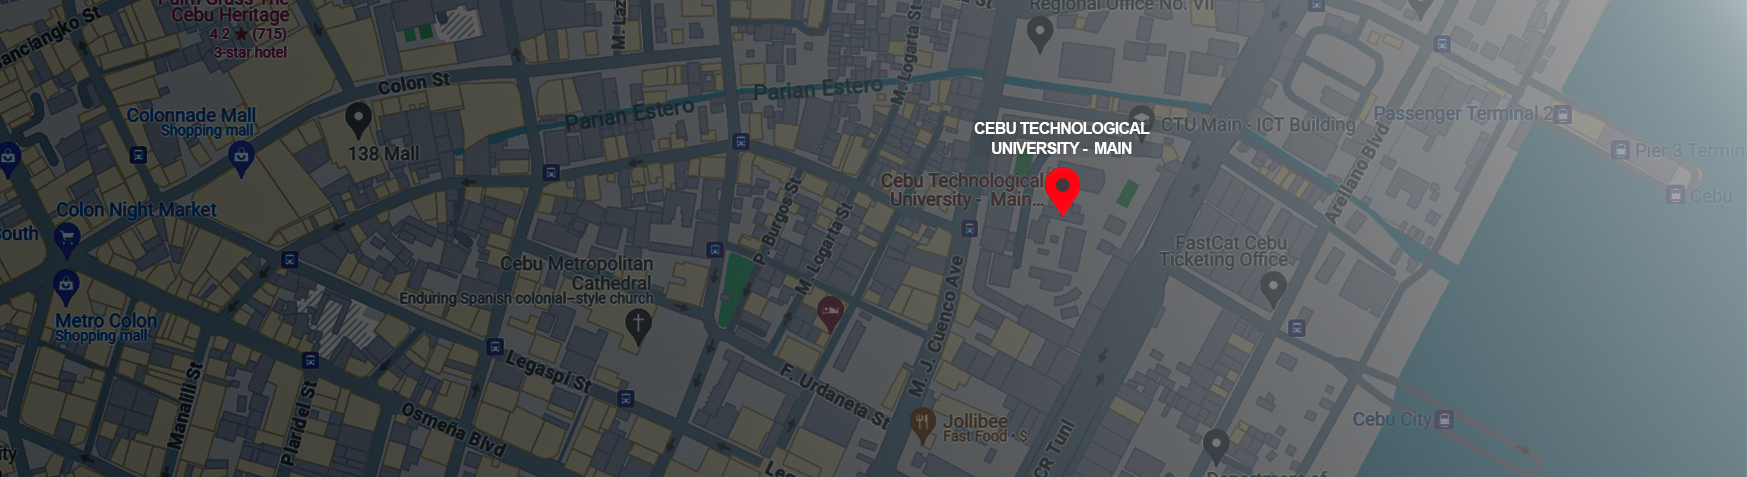 Palm Grass The
Cebu Heritage
4.2 ★ (715)
3-star hotel
M. Logarta St
Regional Office No. VII
Colon St
Parian Estero
Parian Estero
Colonnade Mall
Shopping mall
138 Mall
CEBU TECHNOLOGICAL
UNIVERSITY - MAIN
CTU Main - ICT Building
Passenger Terminal 2
Pier 3 Termin
Cebu
Cebu Technological
University - Main...
Colon Night Market
South
P. Burgos St
M. Logarta St
Arellano Blvd
FastCat Cebu
Ticketing Office
Cebu Metropolitan
Cathedral
Enduring Spanish colonial-style church
Metro Colon
Shopping mall
M. J. Cuenco Ave
Legaspi St
F. Urdaneta St
Manalili St
Plaridel St
Osmeña Blvd
Jollibee
Fast Food · $
Cebu City
CR Tunl
ity
Department of